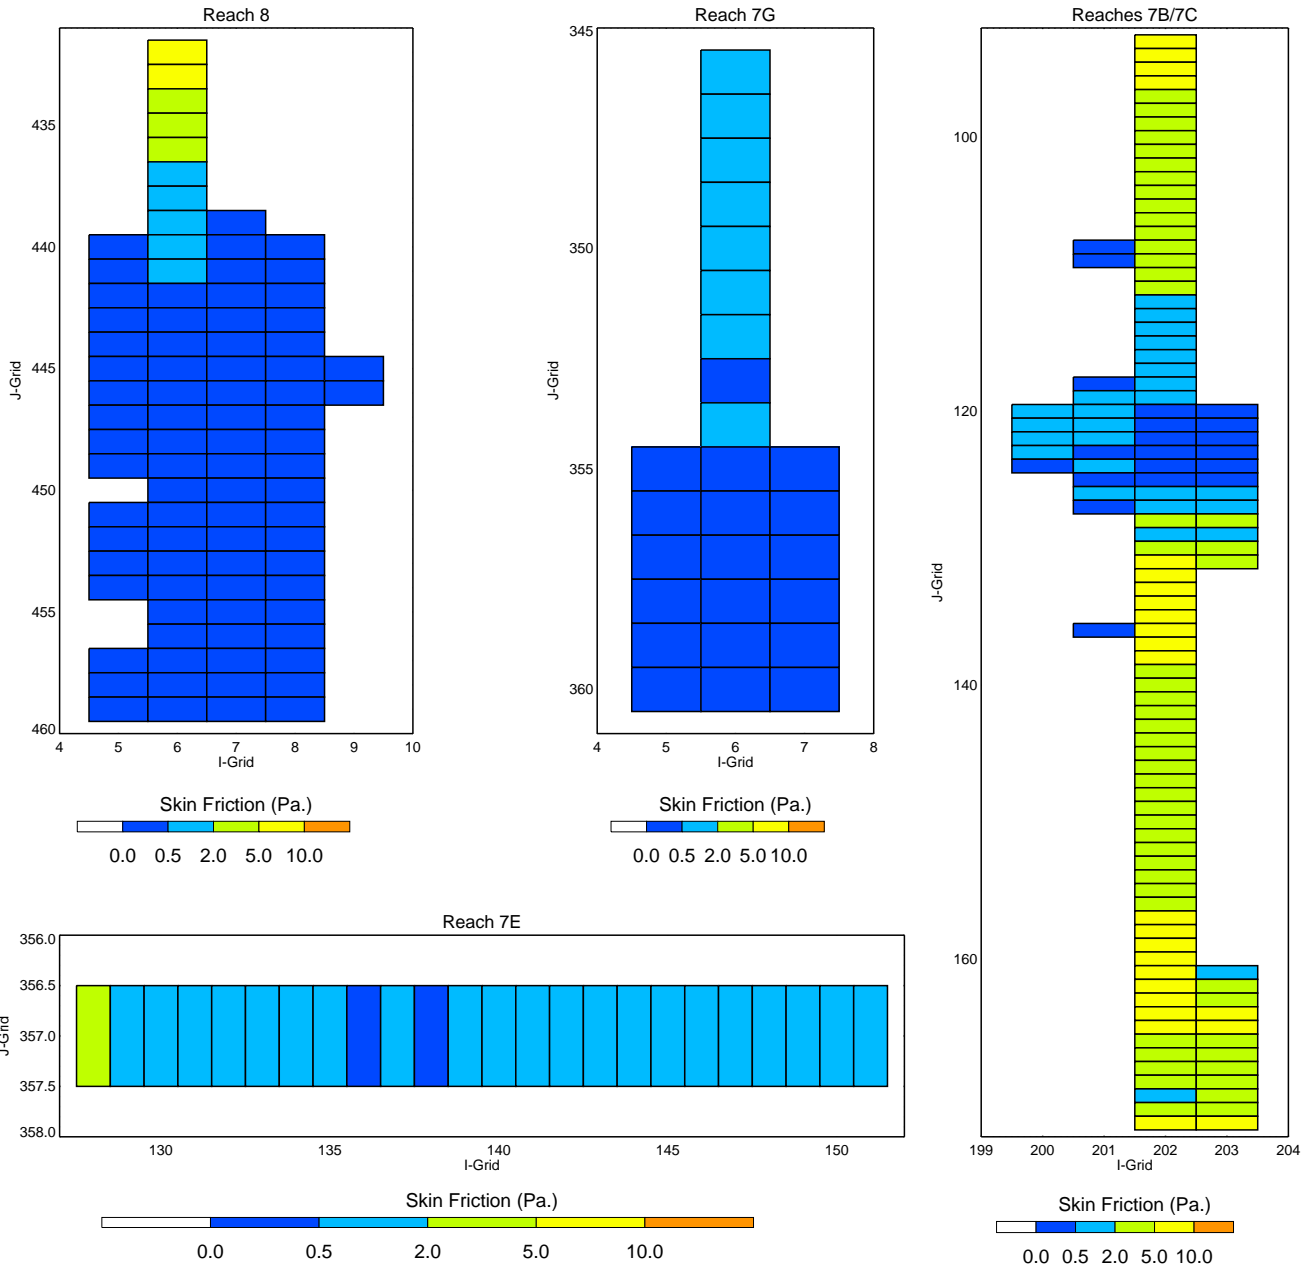 Reach 8
435
440
445
450
455
460
J-Grid
4 5 6 7 8 9 10
I-Grid
Skin Friction (Pa.)
0.0 0.5 2.0 5.0 10.0
Reach 7G
345
350
355
360
J-Grid
4 5 6 7 8
I-Grid
Skin Friction (Pa.)
0.0 0.5 2.0 5.0 10.0
Reaches 7B/7C
100
120
140
160
J-Grid
199 200 201 202 203 204
I-Grid
Skin Friction (Pa.)
0.0 0.5 2.0 5.0 10.0
Reach 7E
356.0
356.5
357.0
357.5
358.0
J-Grid
130 135 140 145 150
I-Grid
Skin Friction (Pa.)
0.0 0.5 2.0 5.0 10.0